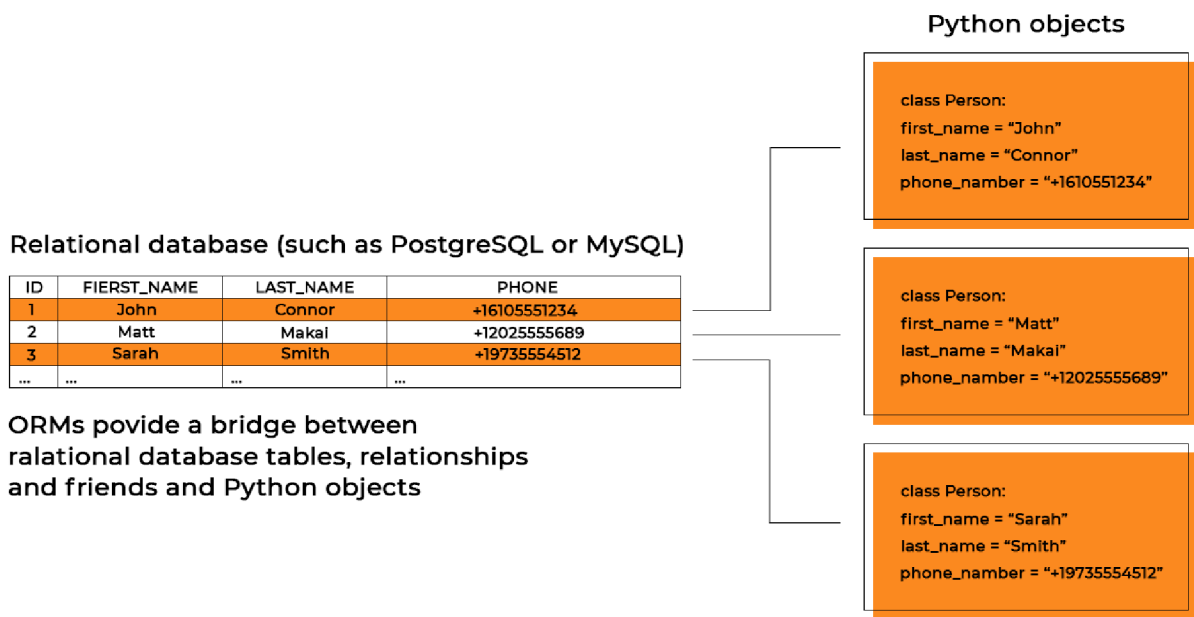 Python objects
class Person:
first_name = “John”
last_name = “Connor”
phone_namber = “+1610551234”
Relational database (such as PostgreSQL or MySQL)
ID FIERST_NAME LAST_NAME PHONE
1 John Connor +16105551234
2 Matt Makai +12025555689
3 Sarah Smith +19735554512
... ... ... ...
class Person:
first_name = “Matt”
last_name = “Makai”
phone_namber = “+12025555689”
ORMs povide a bridge between
ralational database tables, relationships
and friends and Python objects
class Person:
first_name = “Sarah”
last_name = “Smith”
phone_namber = “+19735554512”